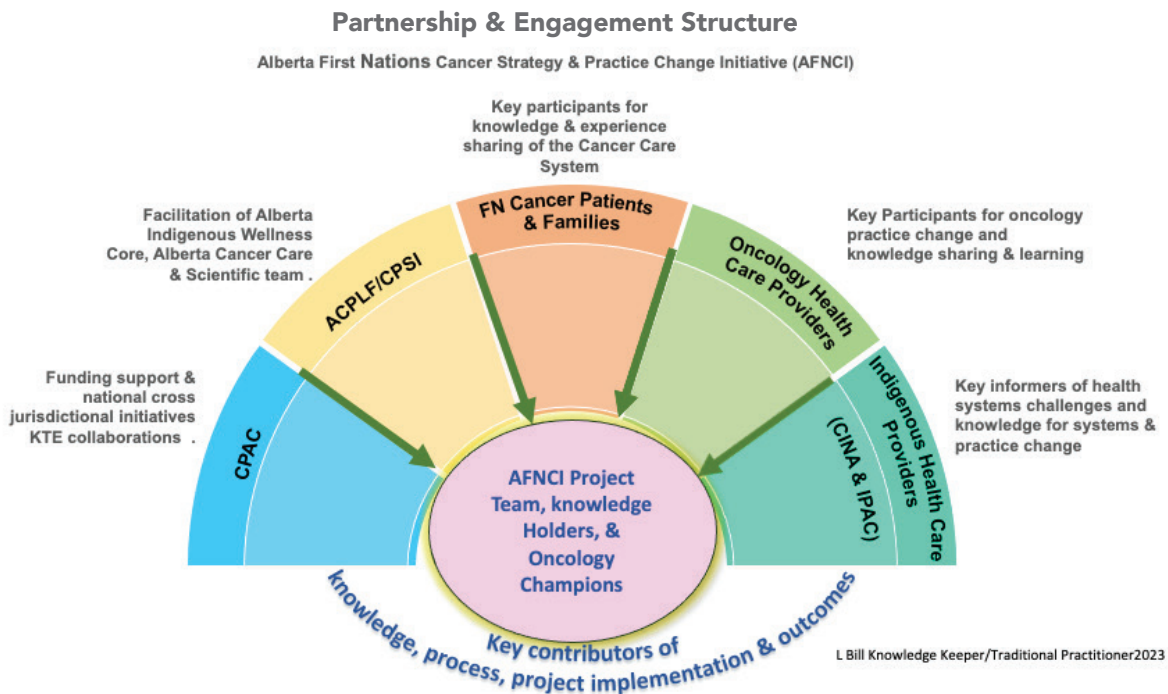 Partnership & Engagement Structure
Alberta First Nations Cancer Strategy & Practice Change Initiative (AFNCI)
Key participants for
knowledge & experience
sharing of the Cancer Care
System
Facilitation of Alberta
Indigenous Wellness
Core, Alberta Cancer Care
& Scientific team .
FN Cancer Patients
& Families
Key Participants for oncology
practice change and
knowledge sharing & learning
ACPLF/CPSI
Oncology Health
Care Providers
Funding support &
national cross
jurisdictional initiatives
KTE collaborations .
CPAC
Indigenous Health Care
Providers
(CINA & IPAC)
Key informers of health
systems challenges and
knowledge for systems &
practice change
AFNCI Project
Team, knowledge
Holders, &
Oncology
Champions
Key contributors of
knowledge, process, project implementation & outcomes
L Bill Knowledge Keeper/Traditional Practitioner2023